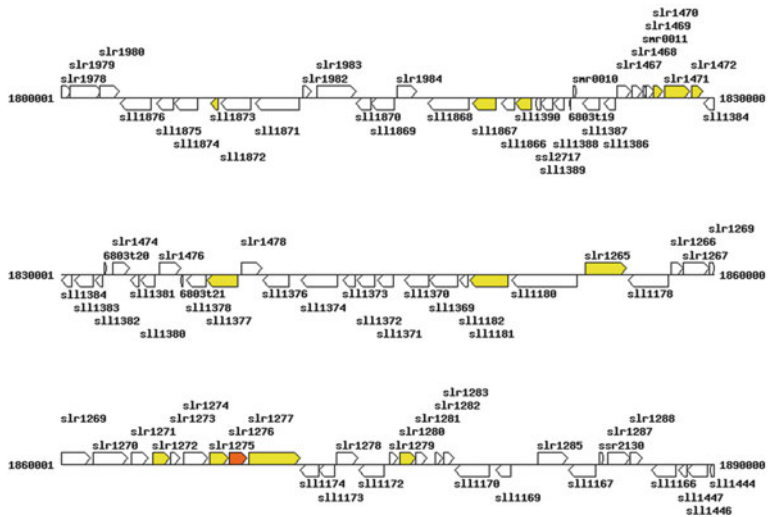 slr1470
slr1980 slr1469
slr1979 slr1983 smr0011
slr1978 slr1982 slr1984 smr0010 slr1468 slr1472
slr1467 slr1471
1800001 1830000
sll1876 sll1873 sll1870 sll1868 sll1390 6803t19 sll1384
sll1875 sll1871 sll1869 sll1867 sll1387
sll1874 sll1866 sll1388 sll1386
sll1872 ssl2717
sll1389
slr1269
slr1474 slr1478 slr1266
6803t20 slr1476 slr1265 slr1267
1830001 1860000
sll1384 sll1381 6803t21 sll1376 sll1373 sll1370 sll1180 sll1178
sll1383 sll1378 sll1374 sll1369
sll1382 sll1377 sll1372 sll1182
sll1380 sll1371 sll1181
slr1274 slr1283
slr1269 slr1273 slr1277 slr1282 slr1288
slr1271 slr1276 slr1281 slr1287
slr1270 slr1272 slr1275 slr1278 slr1280 slr1285 ssr2130
slr1279
1860001 1890000
sll1174 sll1172 sll1170 sll1167 sll1166 sll1444
sll1173 sll1169 sll1447
sll1446